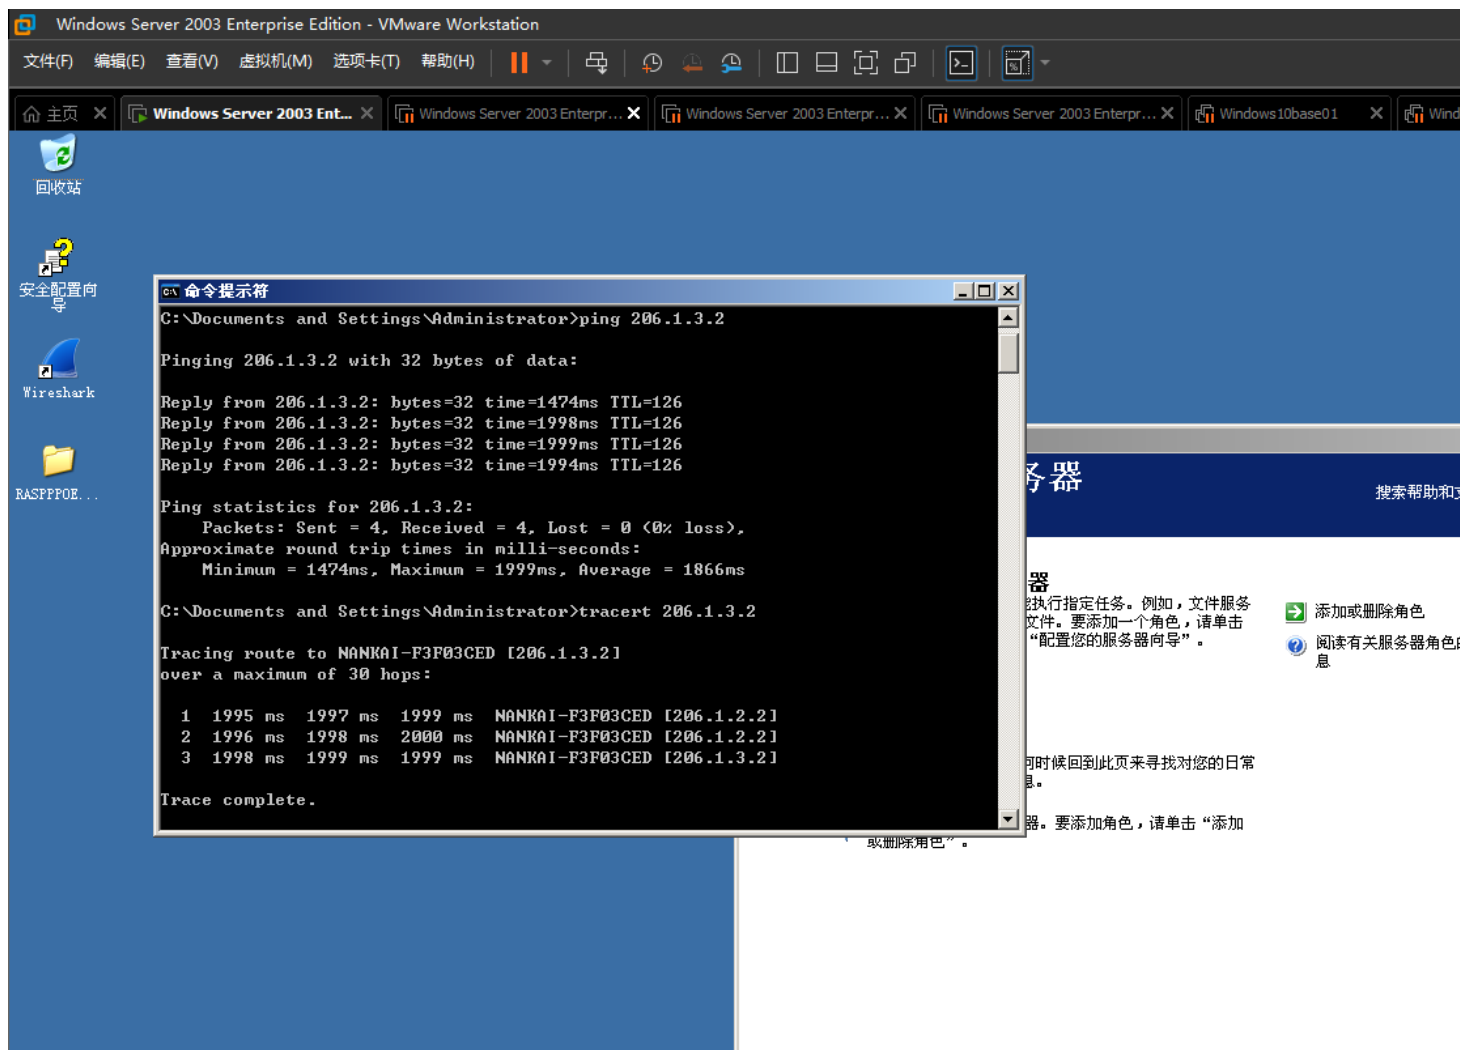 Windows Server 2003 Enterprise Edition - VMware Workstation
文件(F) 编辑(E) 查看(V) 虚拟机(M) 选项卡(T) 帮助(H)
主页 Windows Server 2003 Ent... Windows Server 2003 Enterpr... Windows Server 2003 Enterpr... Windows Server 2003 Enterpr... Windows10base01 Wind
回收站
安全配置向
导
Wireshark
RASPPPOE...
命令提示符
C:\Documents and Settings\Administrator>ping 206.1.3.2
Pinging 206.1.3.2 with 32 bytes of data:
Reply from 206.1.3.2: bytes=32 time=1474ms TTL=126
Reply from 206.1.3.2: bytes=32 time=1998ms TTL=126
Reply from 206.1.3.2: bytes=32 time=1999ms TTL=126
Reply from 206.1.3.2: bytes=32 time=1994ms TTL=126
Ping statistics for 206.1.3.2:
    Packets: Sent = 4, Received = 4, Lost = 0 (0% loss),
Approximate round trip times in milli-seconds:
    Minimum = 1474ms, Maximum = 1999ms, Average = 1866ms
C:\Documents and Settings\Administrator>tracert 206.1.3.2
Tracing route to NANKAI-F3F03CED [206.1.3.2]
over a maximum of 30 hops:
  1  1995 ms  1997 ms  1999 ms  NANKAI-F3F03CED [206.1.2.2]
  2  1996 ms  1998 ms  2000 ms  NANKAI-F3F03CED [206.1.2.2]
  3  1998 ms  1999 ms  1999 ms  NANKAI-F3F03CED [206.1.3.2]
Trace complete.
务器
搜索帮助和支
器
执行指定任务。例如，文件服务
文件。要添加一个角色，请单击
“配置您的服务器向导”。
添加或删除角色
阅读有关服务器角色的
息
何时候回到此页来寻找对您的日常
息。
器。要添加角色，请单击“添加
或删除角色”。